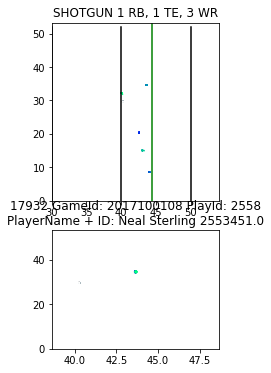 SHOTGUN 1 RB, 1 TE, 3 WR
50
40
30
20
10
0
30 35 40 45 50
17932 GameId: 2017100108 PlayId: 2558
PlayerName + ID: Neal Sterling 2553451.0
40
20
0
40.0 42.5 45.0 47.5